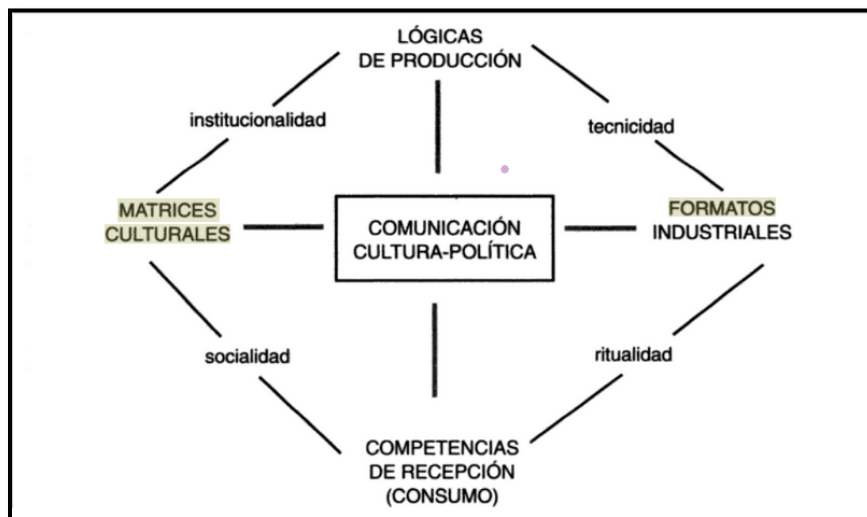 LÓGICAS
DE PRODUCCIÓN
institucionalidad
tecnicidad
MATRICES
CULTURALES
COMUNICACIÓN
CULTURA-POLÍTICA
FORMATOS
INDUSTRIALES
socialidad
ritualidad
COMPETENCIAS
DE RECEPCIÓN
(CONSUMO)